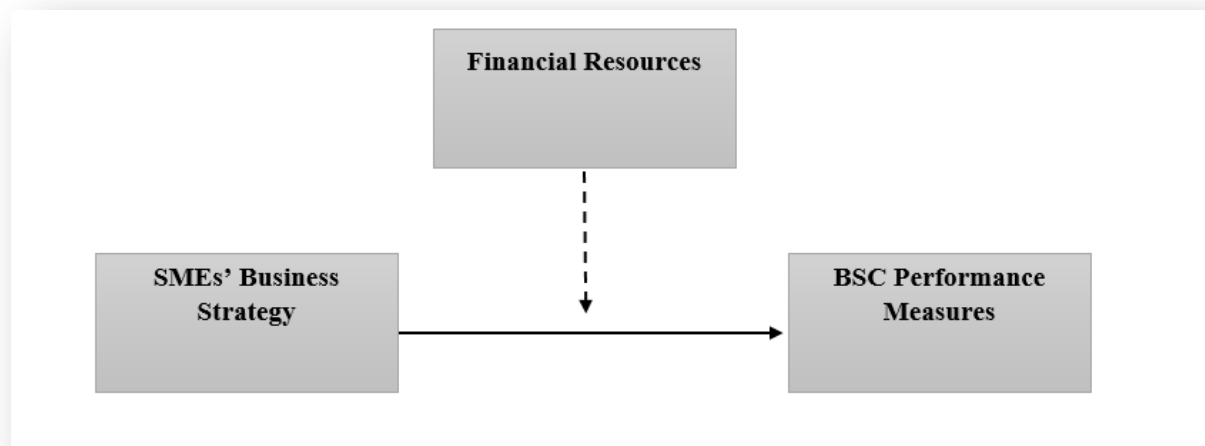 Financial Resources
SMEs’ Business
Strategy
BSC Performance
Measures